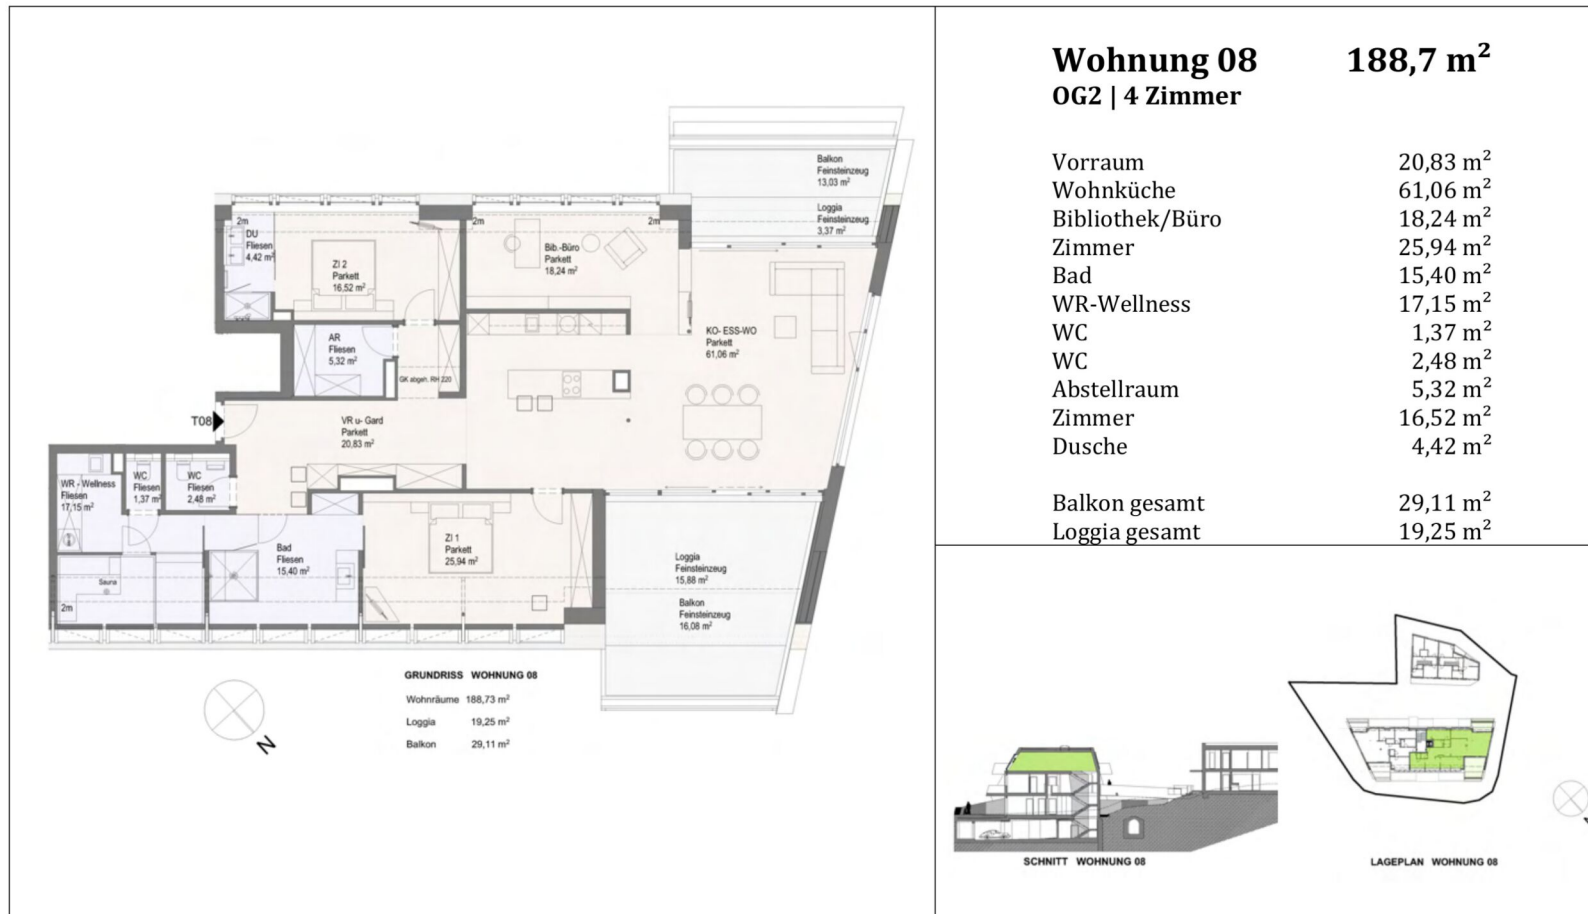 Balkon
Feinsteinzeug
13,03 m²
Loggia
Feinsteinzeug
3,37 m²
2m
2m
2m
DU
Fliesen
4,42 m²
ZI 2
Parkett
16,52 m²
Bib.-Büro
Parkett
18,24 m²
AR
Fliesen
5,32 m²
GK abgeh. RH 220
KO- ESS-WO
Parkett
61,06 m²
T08
VR u- Gard
Parkett
20,83 m²
WR - Wellness
Fliesen
17,15 m²
WC
Fliesen
1,37 m²
WC
Fliesen
2,48 m²
Bad
Fliesen
15,40 m²
ZI 1
Parkett
25,94 m²
Sauna
2m
Loggia
Feinsteinzeug
15,88 m²
Balkon
Feinsteinzeug
16,08 m²
N
GRUNDRISS WOHNUNG 08
Wohnräume 188,73 m²
Loggia 19,25 m²
Balkon 29,11 m²
Wohnung 08 188,7 m²
OG2 | 4 Zimmer
Vorraum 20,83 m²
Wohnküche 61,06 m²
Bibliothek/Büro 18,24 m²
Zimmer 25,94 m²
Bad 15,40 m²
WR-Wellness 17,15 m²
WC 1,37 m²
WC 2,48 m²
Abstellraum 5,32 m²
Zimmer 16,52 m²
Dusche 4,42 m²
Balkon gesamt 29,11 m²
Loggia gesamt 19,25 m²
SCHNITT WOHNUNG 08
LAGEPLAN WOHNUNG 08